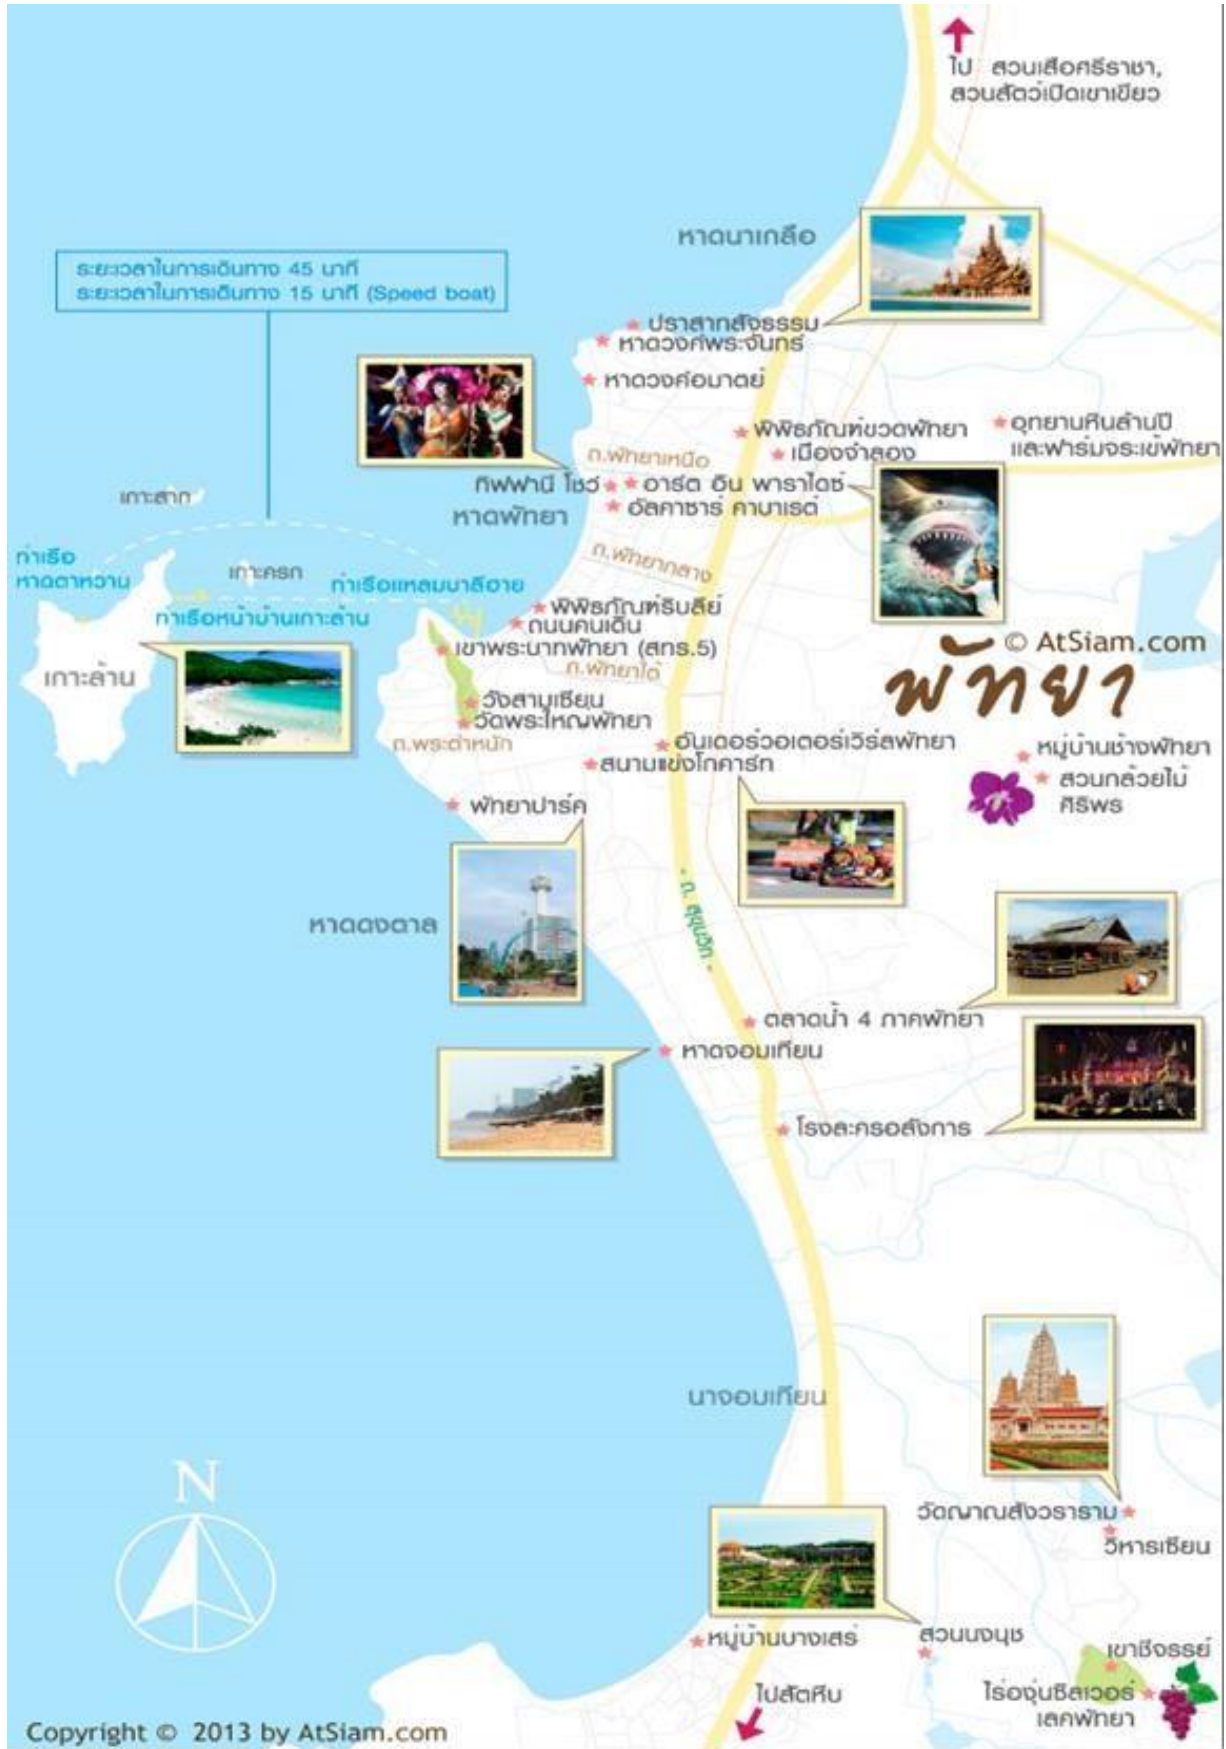 ไป สวนเสือศรีราชา,
สวนสัตว์เปิดเขาเขียว
หาดนาเกลือ
ระยะเวลาในการเดินทาง 45 นาที
ระยะเวลาในการเดินทาง 15 นาที (Speed boat)
ปราสาทสัจธรรม
หาดวงศ์พระจันทร์
หาดวงศ์อมาตย์
พิพิธภัณฑ์ขวดพัทยา
เมืองจำลอง
อุทยานหินล้านปี
และฟาร์มจระเข้พัทยา
ถ.พัทยาเหนือ
ทิฟฟานี โชว์
อาร์ต อิน พาราไดซ์
อัลคาซาร์ คาบาเรต์
หาดพัทยา
เกาะสาก
ถ.พัทยากลาง
ท่าเรือ
หาดตาหวาน
เกาะครก
ท่าเรือแหลมบาลีฮาย
ท่าเรือหน้าบ้านเกาะล้าน
พิพิธภัณฑ์ริบลีย์
ถนนคนเดิน
เขาพระบาทพัทยา (สทร.5)
ถ.พัทยาใต้
เกาะล้าน
© AtSiam.com
พัทยา
วังสามเซียน
วัดพระใหญพัทยา
ถ.พระตำหนัก
อันเดอร์วอเตอร์เวิร์ลพัทยา
สนามแข่งโกคาร์ท
หมู่บ้านช้างพัทยา
สวนกล้วยไม้
ศิริพร
พัทยาปาร์ค
- ถ. สุขุมวิท -
หาดดงตาล
ตลาดน้ำ 4 ภาคพัทยา
หาดจอมเทียน
โรงละครอลังการ
นาจอมเทียน
N
วัดญาณสังวราราม
วิหารเซียน
หมู่บ้านบางเสร่
สวนนงนุช
เขาชีจรรย์
ไร่องุ่นซิลเวอร์
เลคพัทยา
ไปสัตหีบ
Copyright © 2013 by AtSiam.com